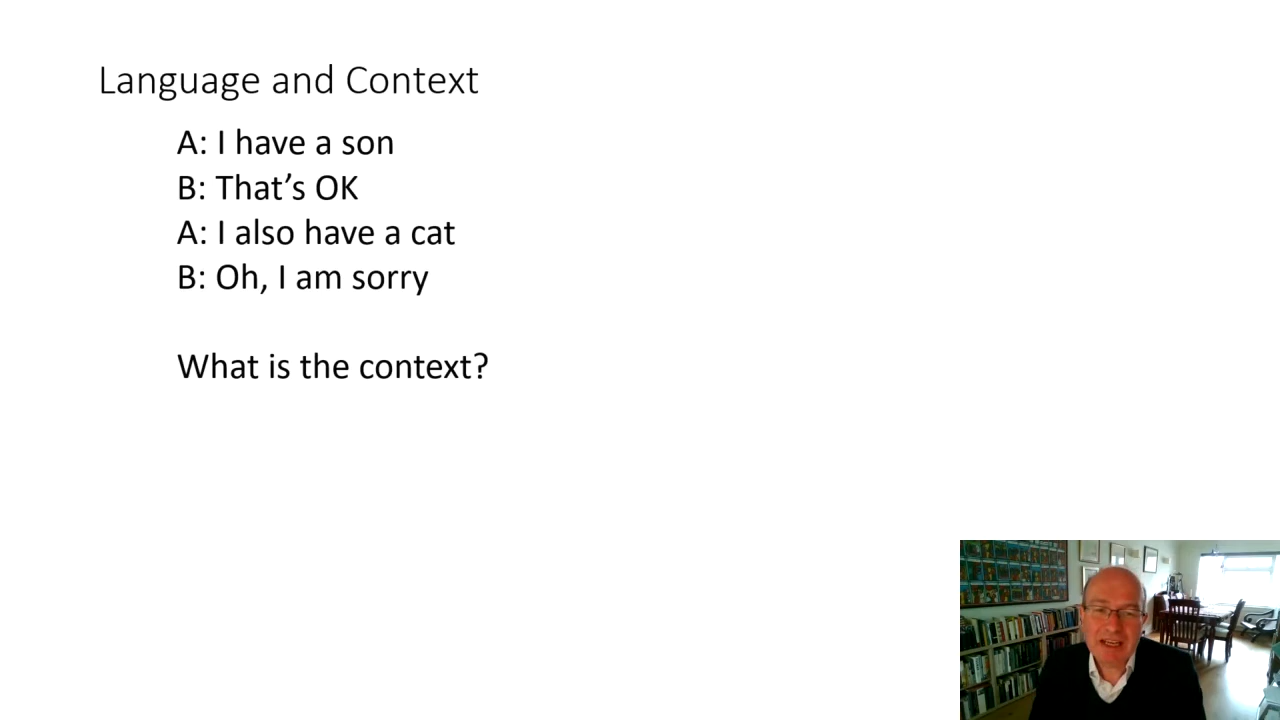 Language and Context
A: I have a son
B: That’s OK
A: I also have a cat
B: Oh, I am sorry
What is the context?